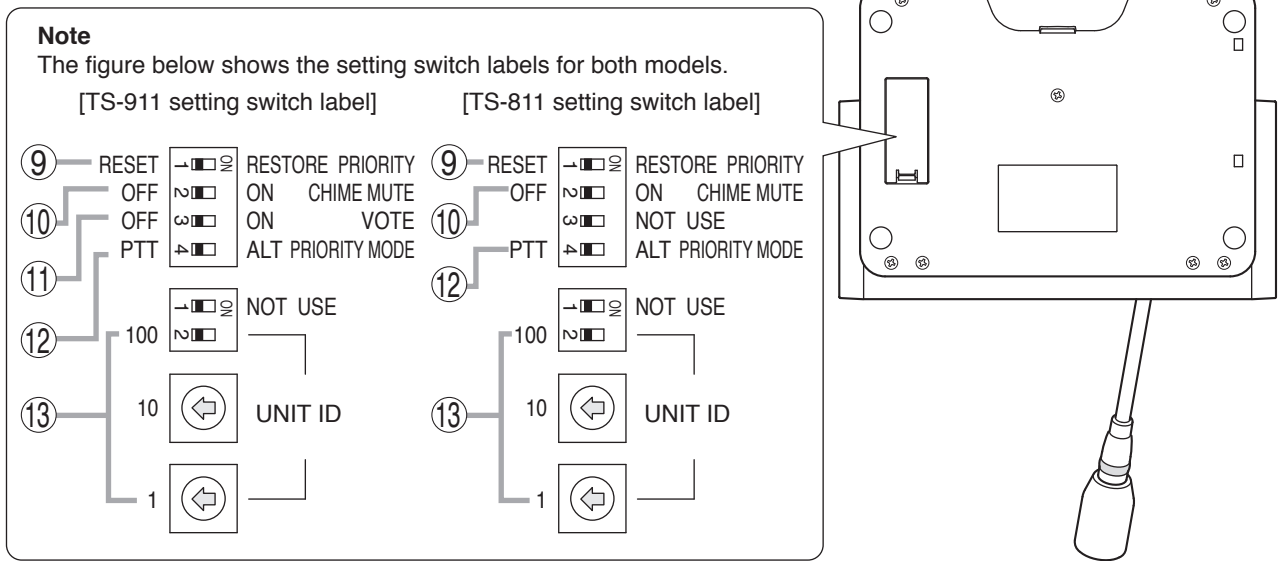 Note
The figure below shows the setting switch labels for both models.
[TS-911 setting switch label] [TS-811 setting switch label]
⑨ RESET 1 ON RESTORE PRIORITY ⑨ RESET 1 ON RESTORE PRIORITY
⑩ OFF 2 ON CHIME MUTE ⑩ OFF 2 ON CHIME MUTE
⑪ OFF 3 ON VOTE 3 NOT USE
⑫ PTT 4 ALT PRIORITY MODE ⑫ PTT 4 ALT PRIORITY MODE
1 ON NOT USE 1 ON NOT USE
100 2 100 2
⑬ 10 UNIT ID ⑬ 10 UNIT ID
1 1